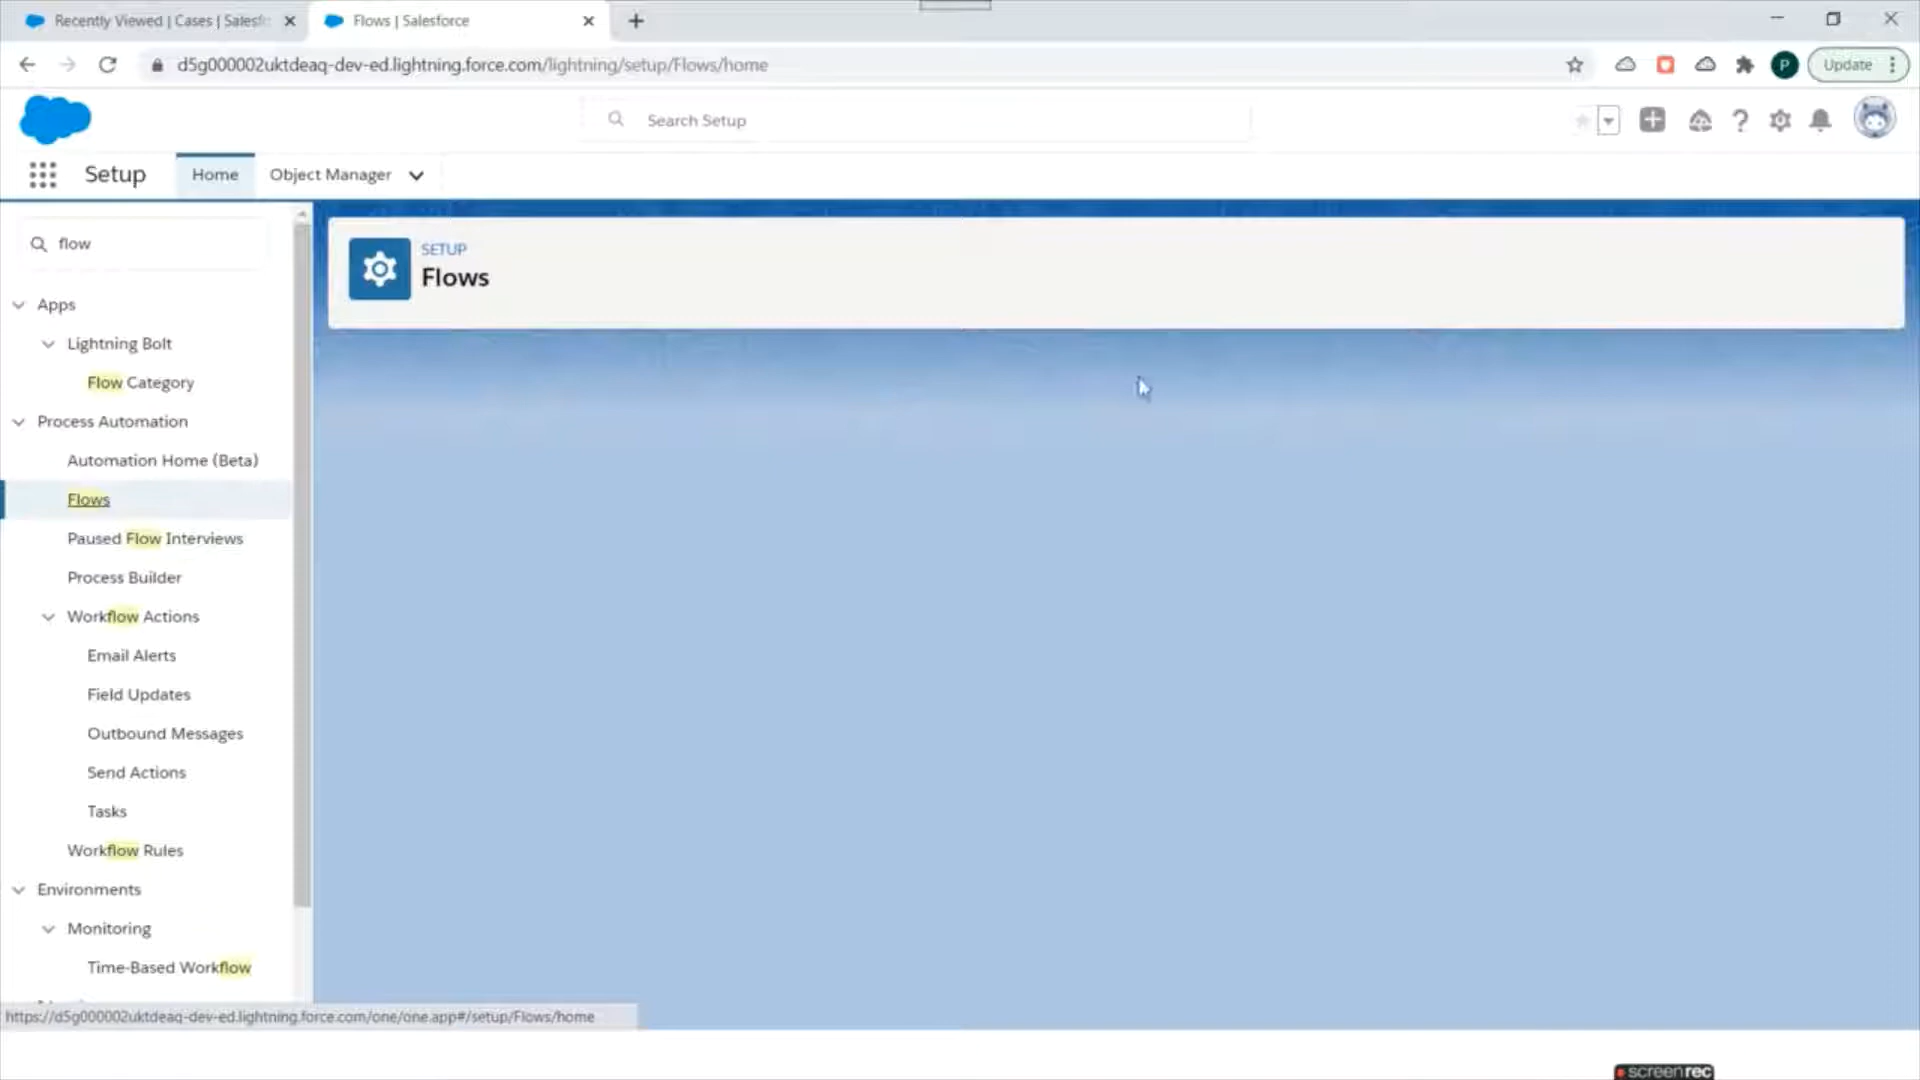 Recently Viewed | Cases | Salesf
Flows | Salesforce
d5g000002uktdeaq-dev-ed.lightning.force.com/lightning/setup/Flows/home
P
Update
Search Setup
Setup
Home
Object Manager
flow
SETUP
Flows
Apps
Lightning Bolt
Flow Category
Process Automation
Automation Home (Beta)
Flows
Paused Flow Interviews
Process Builder
Workflow Actions
Email Alerts
Field Updates
Outbound Messages
Send Actions
Tasks
Workflow Rules
Environments
Monitoring
Time-Based Workflow
https://d5g000002uktdeaq-dev-ed.lightning.force.com/one/one.app#/setup/Flows/home
screenrec